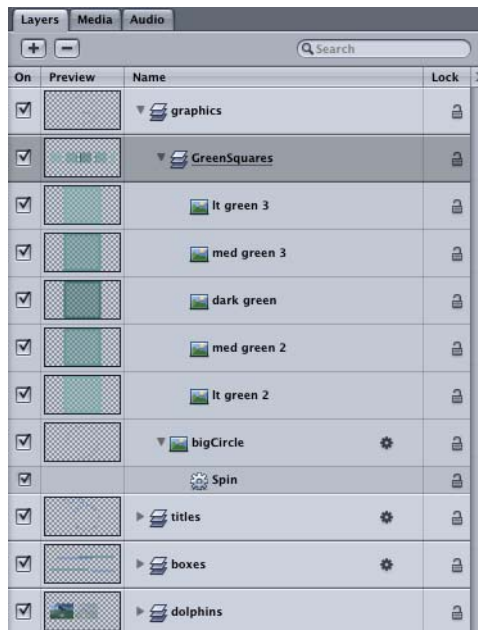 Layers Media Audio
+ − Search
On Preview Name Lock
graphics
GreenSquares
lt green 3
med green 3
dark green
med green 2
lt green 2
bigCircle
Spin
titles
boxes
dolphins